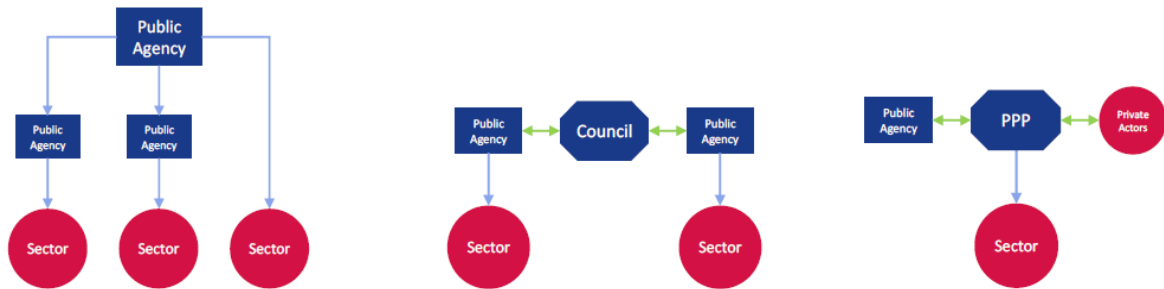 Public
Agency
Public
Agency
Public
Agency
Sector
Sector
Sector
Public
Agency
Council
Public
Agency
Sector
Sector
Public
Agency
PPP
Private
Actors
Sector